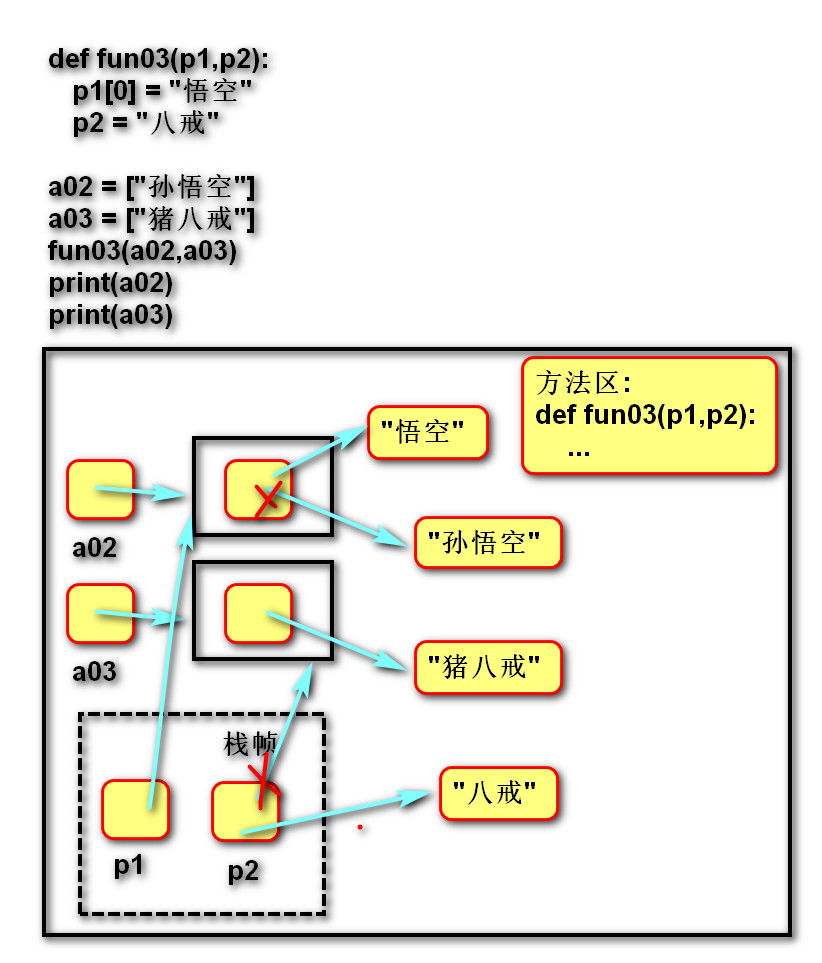 def fun03(p1,p2):
p1[0] = "悟空"
p2 = "八戒"
a02 = ["孙悟空"]
a03 = ["猪八戒"]
fun03(a02,a03)
print(a02)
print(a03)
方法区:
def fun03(p1,p2):
...
"悟空"
a02
"孙悟空"
a03
"猪八戒"
栈帧
"八戒"
p1
p2